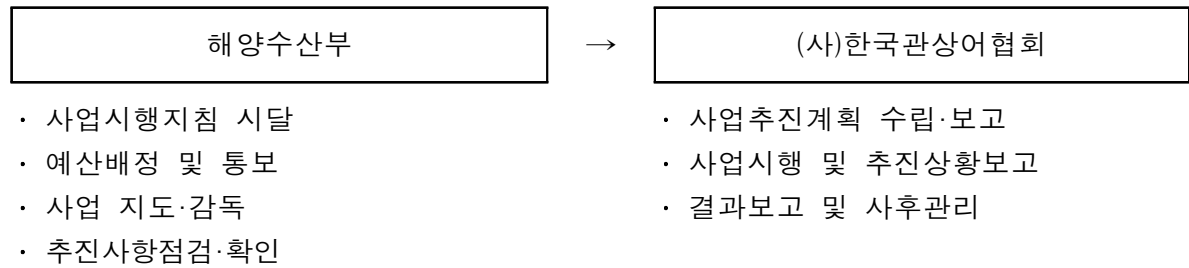 해양수산부 → (사)한국관상어협회
· 사업시행지침 시달
· 예산배정 및 통보
· 사업 지도·감독
· 추진사항점검·확인
· 사업추진계획 수립·보고
· 사업시행 및 추진상황보고
· 결과보고 및 사후관리